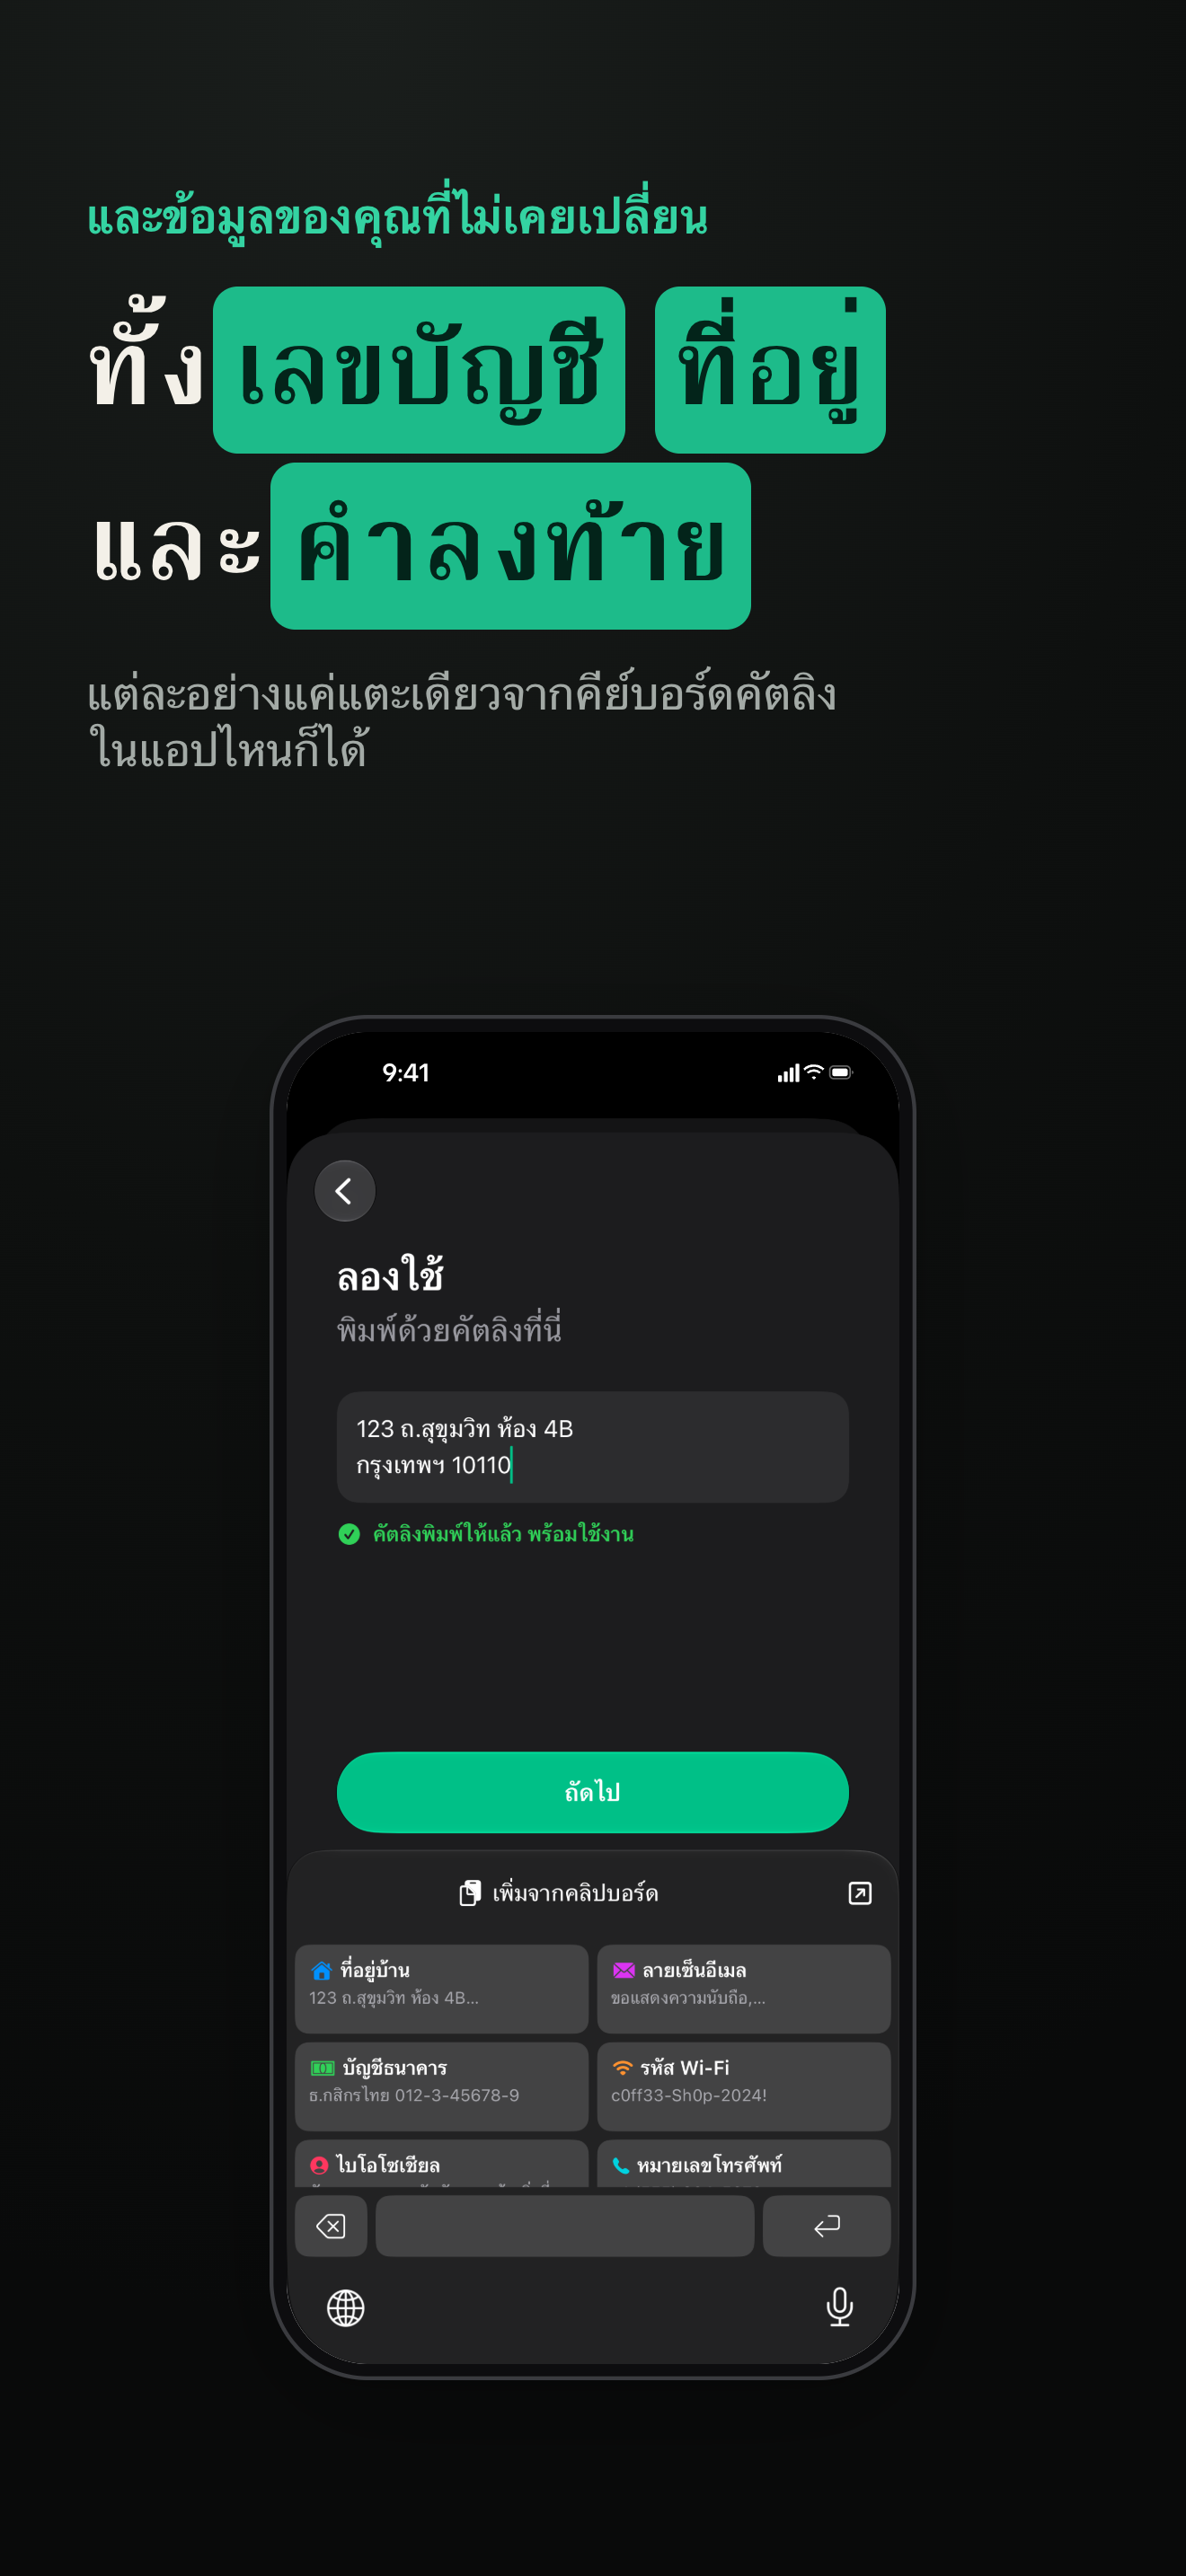 และข้อมูลของคุณที่ไม่เคยเปลี่ยน
ทั้งเลขบัญชี ที่อยู่
และคำลงท้าย
แต่ละอย่างแค่แตะเดียวจากคีย์บอร์ดคัตลิง
ในแอปไหนก็ได้
9:41
ลองใช้
พิมพ์ด้วยคัตลิงที่นี่
123 ถ.สุขุมวิท ห้อง 4B
กรุงเทพฯ 10110
คัตลิงพิมพ์ให้แล้ว พร้อมใช้งาน
ถัดไป
เพิ่มจากคลิปบอร์ด
ที่อยู่บ้าน
123 ถ.สุขุมวิท ห้อง 4B...
ลายเซ็นอีเมล
ขอแสดงความนับถือ,...
บัญชีธนาคาร
ธ.กสิกรไทย 012-3-45678-9
รหัส Wi-Fi
c0ff33-Sh0p-2024!
ไบโอโซเชียล
หมายเลขโทรศัพท์